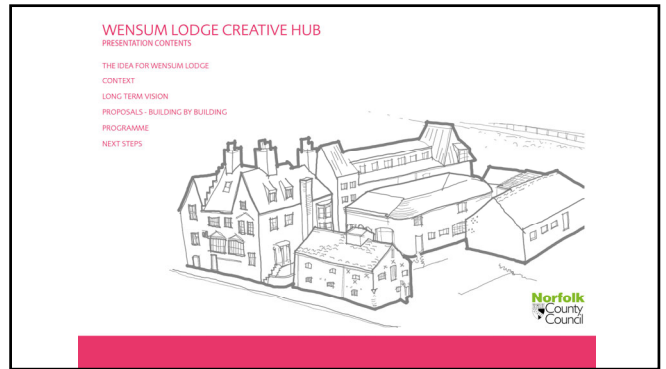 WENSUM LODGE CREATIVE HUB
PRESENTATION CONTENTS
THE IDEA FOR WENSUM LODGE
CONTEXT
LONG TERM VISION
PROPOSALS - BUILDING BY BUILDING
PROGRAMME
NEXT STEPS
Norfolk
County
Council